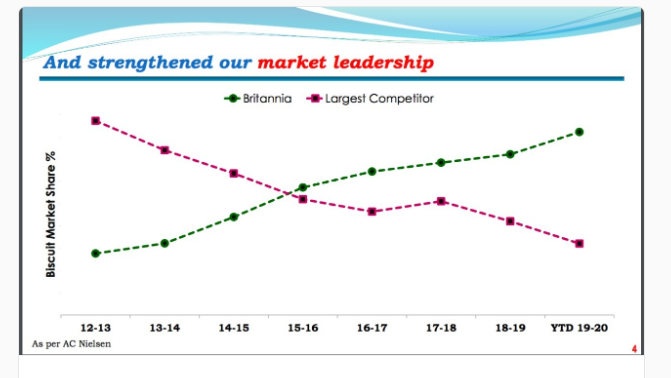 And strengthened our market leadership
Britannia Largest Competitor
Biscuit Market Share %
12-13 13-14 14-15 15-16 16-17 17-18 18-19 YTD 19-20
As per AC Nielsen
4